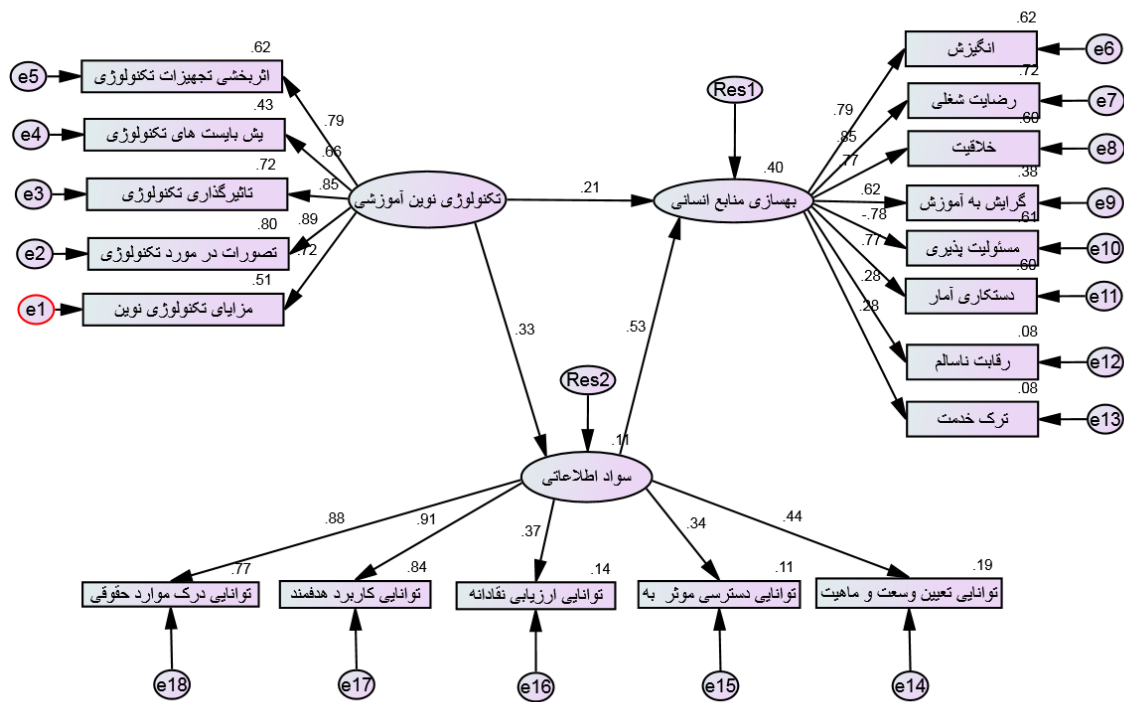 .62
e5
اثربخشی تجهیزات تکنولوژی
.79
.43
e4
یش بایست های تکنولوژی
.66
.72
e3
تاثیرگذاری تکنولوژی
.85
.80
e2
تصورات در مورد تکنولوژی
.89
.51
e1
مزایای تکنولوژی نوین
.72
تکنولوژی نوین آموزشی
.21
.33
Res1
.40
بهسازی منابع انسانی
.53
.62
انگیزش
e6
.79
.72
رضایت شغلی
e7
.85
.60
خلاقیت
e8
.77
.38
گرایش به آموزش
e9
.62
.61
مسئولیت پذیری
e10
-.78
.60
دستکاری آمار
e11
.77
.08
رقابت ناسالم
e12
.28
.08
ترک خدمت
e13
.28
Res2
.11
سواد اطلاعاتی
.88
.91
.37
.34
.44
.77
توانایی درک موارد حقوقی
.84
توانایی کاربرد هدفمند
.14
توانایی ارزیابی نقادانه
.11
توانایی دسترسی موثر به
.19
توانایی تعیین وسعت و ماهیت
e18
e17
e16
e15
e14